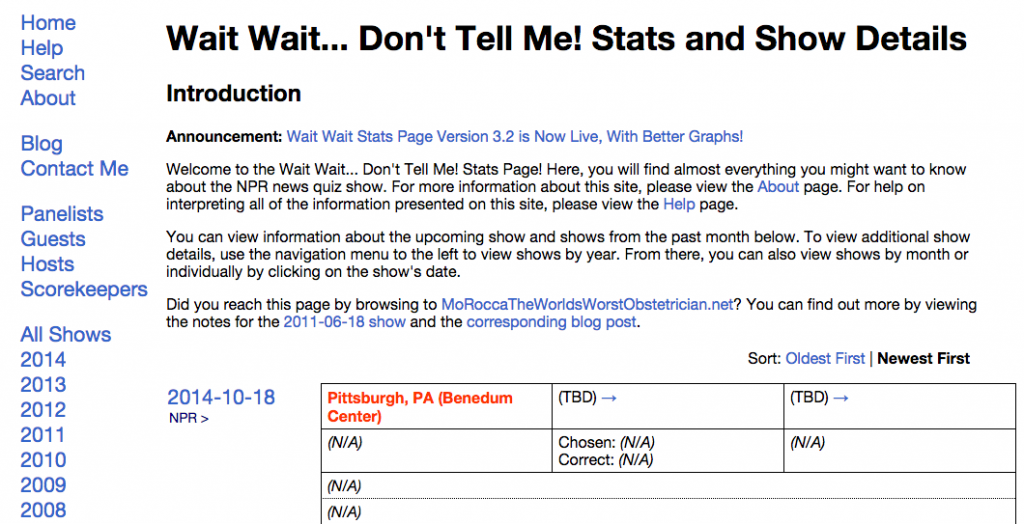 Home
Help
Search
About
Blog
Contact Me
Panelists
Guests
Hosts
Scorekeepers
All Shows
2014
2013
2012
2011
2010
2009
2008
Wait Wait... Don't Tell Me! Stats and Show Details
Introduction
Announcement: Wait Wait Stats Page Version 3.2 is Now Live, With Better Graphs!
Welcome to the Wait Wait... Don't Tell Me! Stats Page! Here, you will find almost everything you might want to know
about the NPR news quiz show. For more information about this site, please view the About page. For help on
interpreting all of the information presented on this site, please view the Help page.
You can view information about the upcoming show and shows from the past month below. To view additional show
details, use the navigation menu to the left to view shows by year. From there, you can also view shows by month or
individually by clicking on the show's date.
Did you reach this page by browsing to MoRoccaTheWorldsWorstObstetrician.net? You can find out more by viewing
the notes for the 2011-06-18 show and the corresponding blog post.
Sort: Oldest First | Newest First
2014-10-18
NPR >
Pittsburgh, PA (Benedum
Center)
(TBD) →
(TBD) →
(N/A)
Chosen: (N/A)
Correct: (N/A)
(N/A)
(N/A)
(N/A)